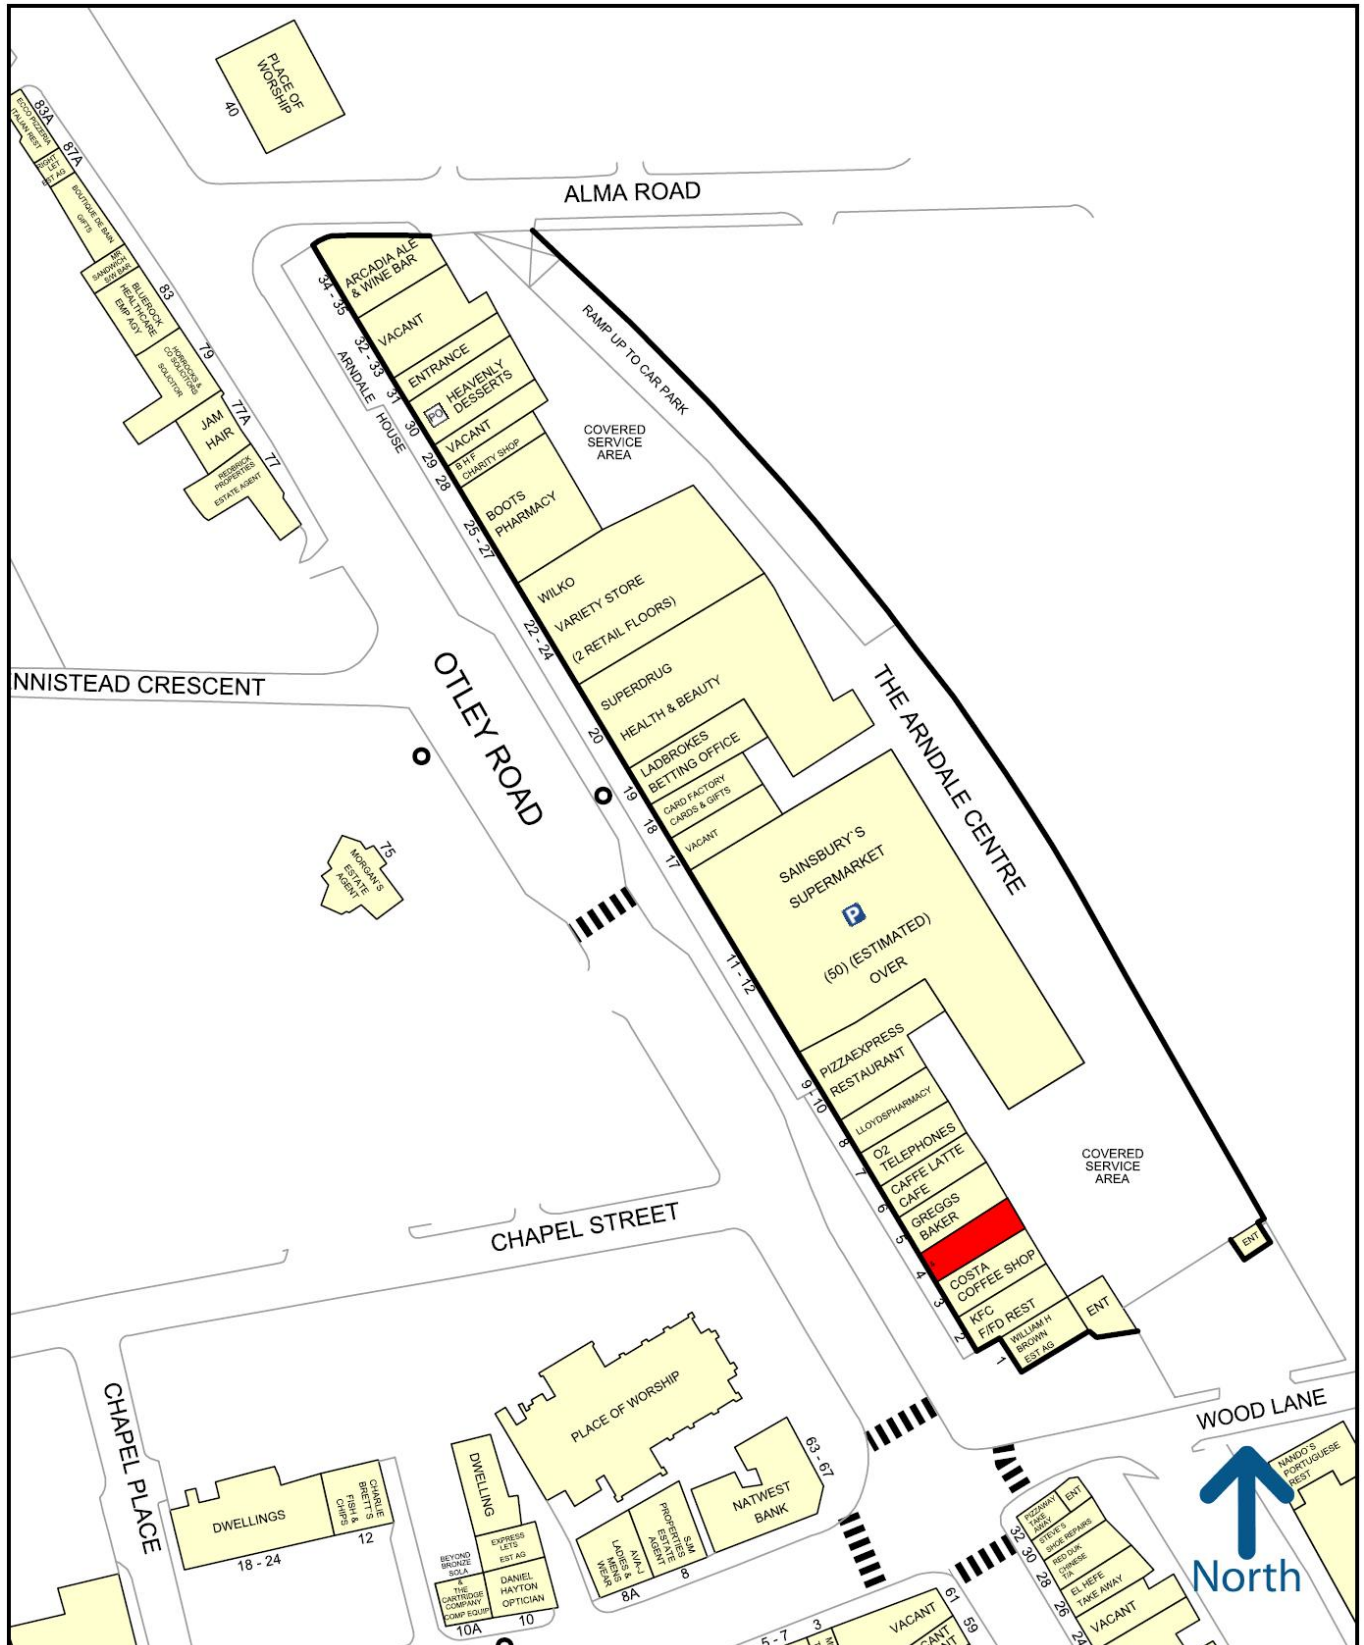 PLACE OF
WORSHIP
40
ALMA ROAD
83A
ECCO PIZZERIA
ITALIAN REST
87A
RIGHT
LET
EST AG
BOUTIQUE DE BAIN
GIFTS
MR
SANDWICH
S/W BAR
83
BLUEROCK
HEALTHCARE
EMP AGY
79
HORROCKS &
CO SOLICITORS
SOLICITOR
77A
JAM
HAIR
77
REDBRICK
PROPERTIES
ESTATE AGENT
ARCADIA ALE
& WINE BAR
34 - 35
VACANT
32 - 33
ENTRANCE
31
ARNDALE
HOUSE
PO
HEAVENLY
DESSERTS
30
VACANT
29
B H F
CHARITY SHOP
28
BOOTS
PHARMACY
25 - 27
RAMP UP TO CAR PARK
COVERED
SERVICE
AREA
WILKO
VARIETY STORE
(2 RETAIL FLOORS)
22 - 24
SUPERDRUG
HEALTH & BEAUTY
20
LADBROKES
BETTING OFFICE
19
CARD FACTORY
CARDS & GIFTS
18
VACANT
17
NNISTEAD CRESCENT
OTLEY ROAD
THE ARNDALE CENTRE
75
MORGAN'S
ESTATE
AGENT
SAINSBURY`S
SUPERMARKET
P
(50) (ESTIMATED)
OVER
11 - 12
PIZZAEXPRESS
RESTAURANT
9 - 10
LLOYDSPHARMACY
8
O2
TELEPHONES
7
CAFFE LATTE
CAFE
6
GREGGS
BAKER
5
4
COSTA
COFFEE SHOP
3
KFC
F/FD REST
2
WILLIAM H
BROWN
EST AG
1
ENT
COVERED
SERVICE
AREA
ENT
CHAPEL STREET
CHAPEL PLACE
WOOD LANE
PLACE OF WORSHIP
DWELLINGS
18 - 24
CHARLIE
BRETT'S
FISH &
CHIPS
12
DWELLING
EXPRESS
LETS
EST AG
BEYOND
BRONZE
SOLA
&
THE
CARTRIDGE
COMPANY
COMP EQUIP
10A
DANIEL
HAYTON
OPTICIAN
10
AVA-J
LADIES &
MENS
WEAR
8A
SJM
PROPERTIES
ESTATE
AGENT
8
NATWEST
BANK
63 - 67
NANDO`S
PORTUGUESE
REST
PIZZAWAY
TAKE
AWAY
ENT
32
STEVE'S
SHOE REPAIRS
30
RED DUK
CHINESE
T/A
28
EL HEFE
TAKE AWAY
26
VACANT
24
North
5 - 7
3
VACANT
61
59